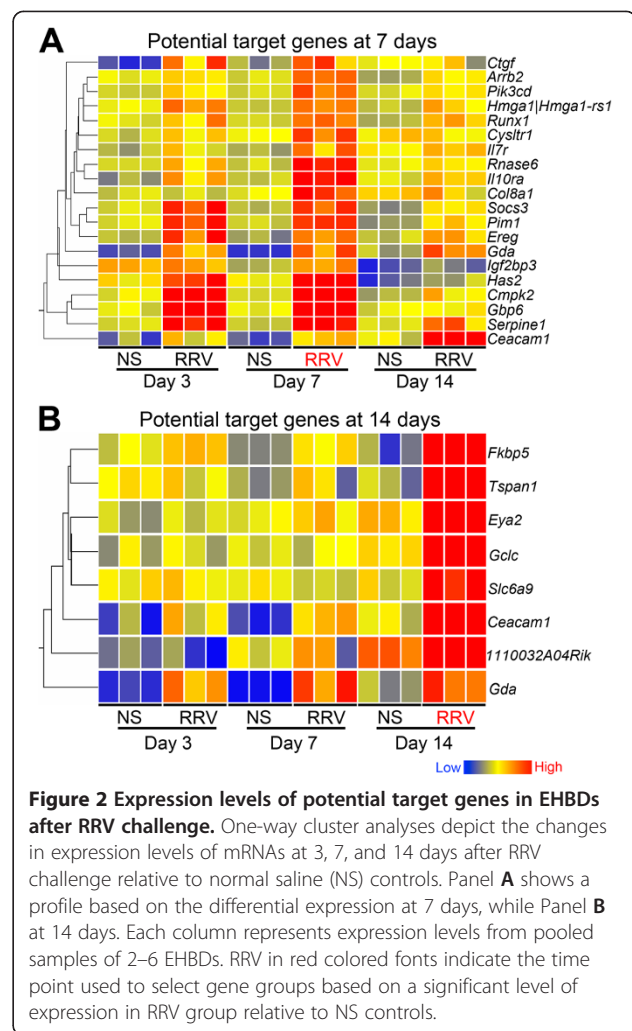 A
Potential target genes at 7 days
Ctgf
Arrb2
Pik3cd
Hmga1|Hmga1-rs1
Runx1
Cysltr1
Il7r
Rnase6
Il10ra
Col8a1
Socs3
Pim1
Ereg
Gda
Igf2bp3
Has2
Cmpk2
Gbp6
Serpine1
Ceacam1
NS RRV NS RRV NS RRV
Day 3 Day 7 Day 14
B
Potential target genes at 14 days
Fkbp5
Tspan1
Eya2
Gclc
Slc6a9
Ceacam1
1110032A04Rik
Gda
NS RRV NS RRV NS RRV
Day 3 Day 7 Day 14
Low High
Figure 2 Expression levels of potential target genes in EHBDs
after RRV challenge. One-way cluster analyses depict the changes
in expression levels of mRNAs at 3, 7, and 14 days after RRV
challenge relative to normal saline (NS) controls. Panel A shows a
profile based on the differential expression at 7 days, while Panel B
at 14 days. Each column represents expression levels from pooled
samples of 2–6 EHBDs. RRV in red colored fonts indicate the time
point used to select gene groups based on a significant level of
expression in RRV group relative to NS controls.